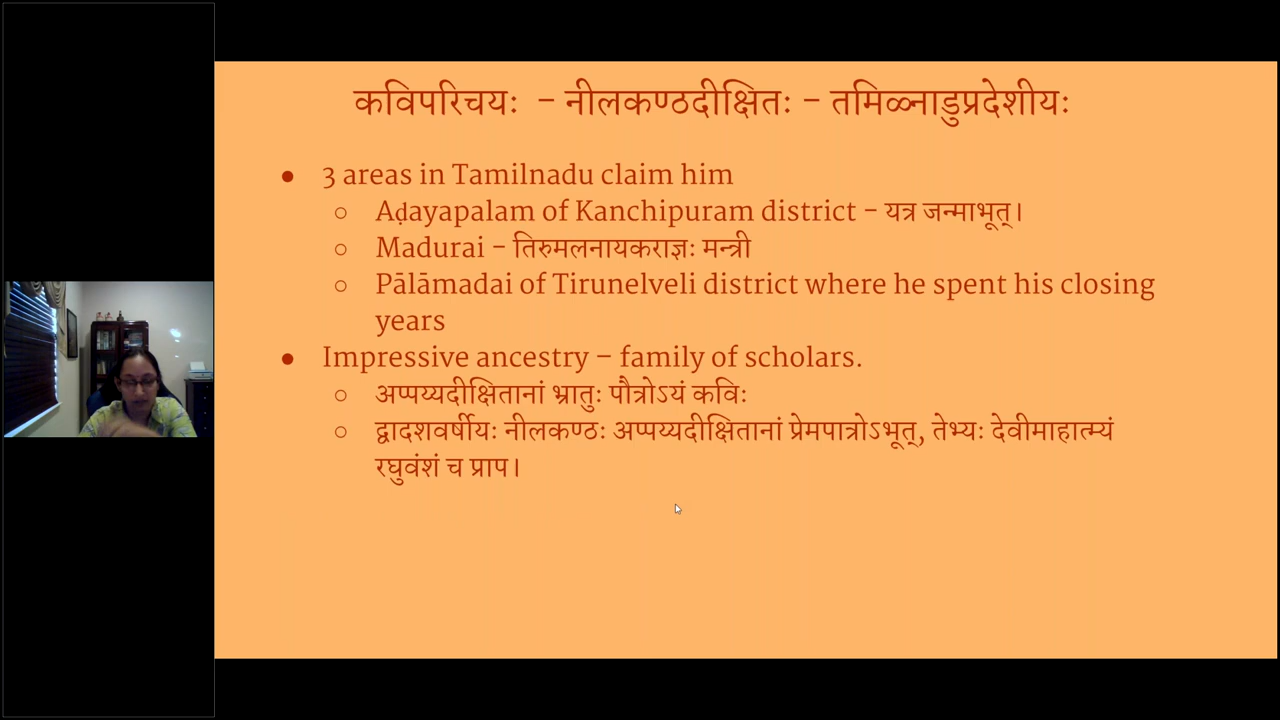 कविपरिचयः - नीलकण्ठदीक्षितः - तमिळ्नाडुप्रदेशीयः
● 3 areas in Tamilnadu claim him
○ Aḍayapalam of Kanchipuram district - यत्र जन्माभूत्।
○ Madurai - तिरुमलनायकराज्ञः मन्त्री
○ Pālāmadai of Tirunelveli district where he spent his closing
years
● Impressive ancestry – family of scholars.
○ अप्पय्यदीक्षितानां भ्रातुः पौत्रोऽयं कविः
○ द्वादशवर्षीयः नीलकण्ठः अप्पय्यदीक्षितानां प्रेमपात्रोऽभूत्, तेभ्यः देवीमाहात्म्यं
रघुवंशं च प्राप।